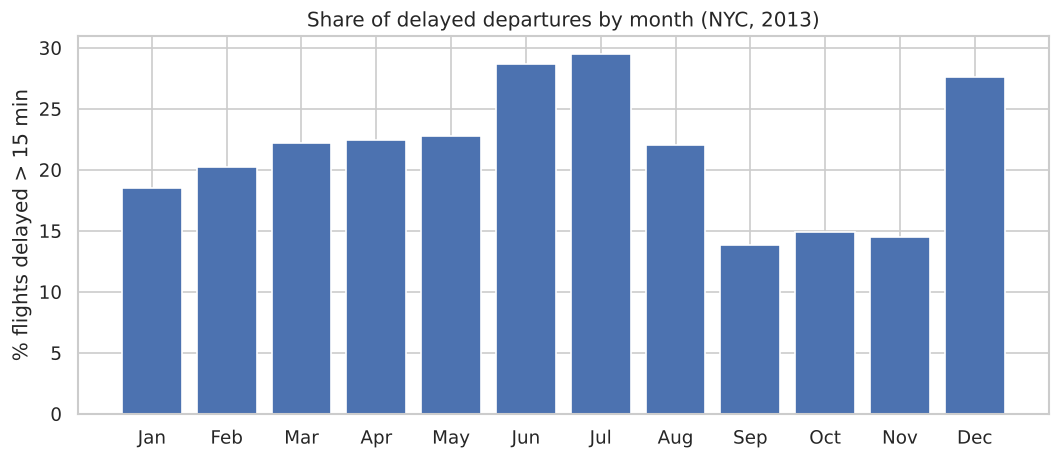 Share of delayed departures by month (NYC, 2013)
% flights delayed > 15 min
30
25
20
15
10
5
0
Jan Feb Mar Apr May Jun Jul Aug Sep Oct Nov Dec